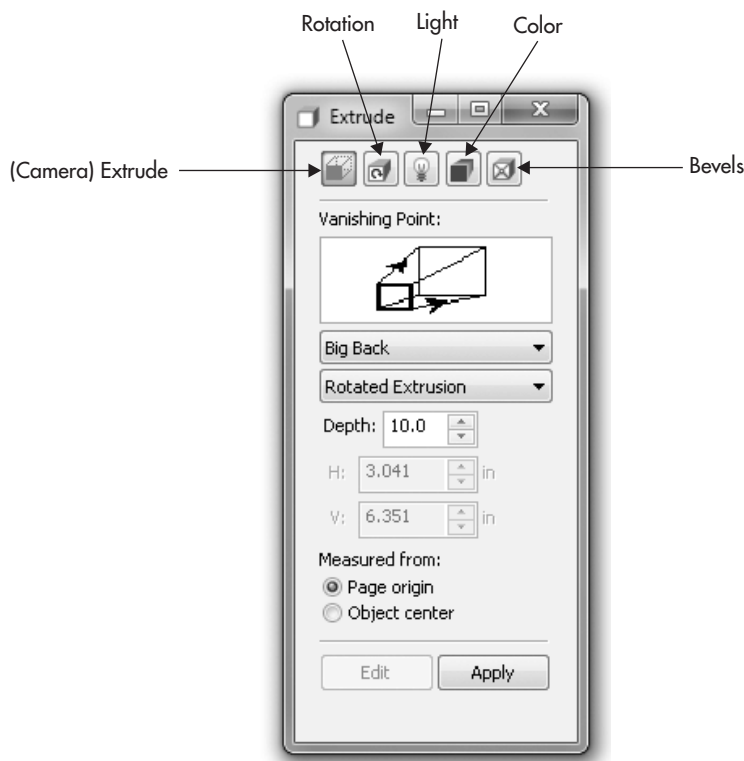 Rotation
Light
Color
Extrude
(Camera) Extrude
Bevels
Vanishing Point:
Big Back
Rotated Extrusion
Depth: 10.0
H: 3.041 in
V: 6.351 in
Measured from:
Page origin
Object center
Edit Apply